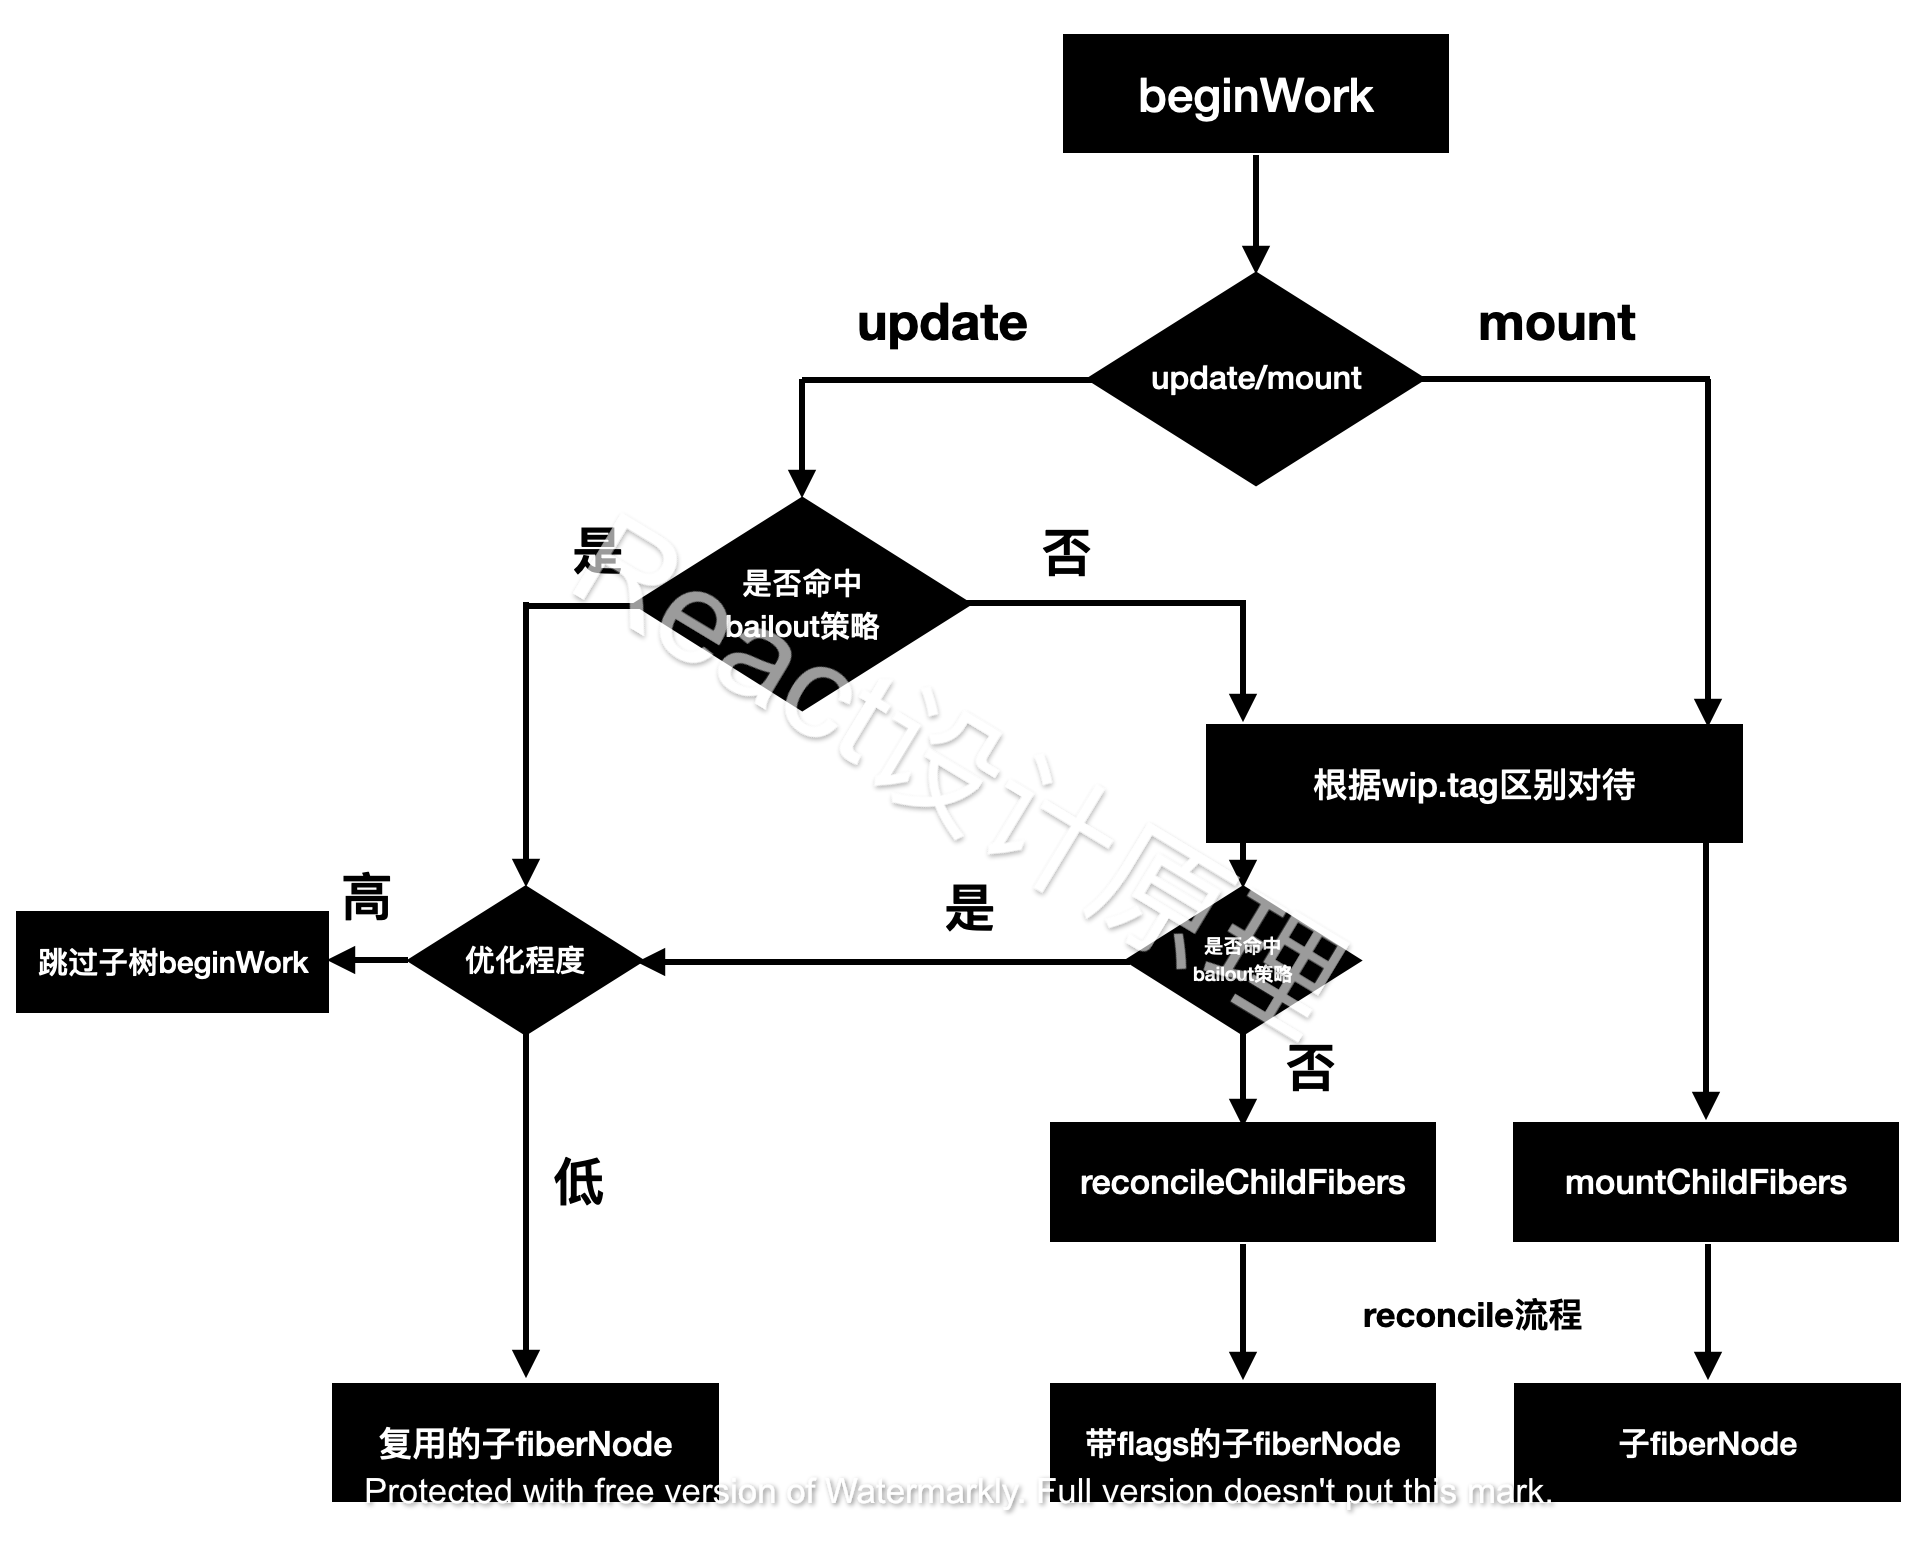 beginWork
update
mount
update/mount
是
否
是否命中
bailout策略
React设计原理
根据wip.tag区别对待
高
是
跳过子树beginWork
优化程度
是否命中
bailout策略
否
低
reconcileChildFibers
mountChildFibers
reconcile流程
复用的子fiberNode
带flags的子fiberNode
子fiberNode
Protected with free version of Watermarkly. Full version doesn't put this mark.